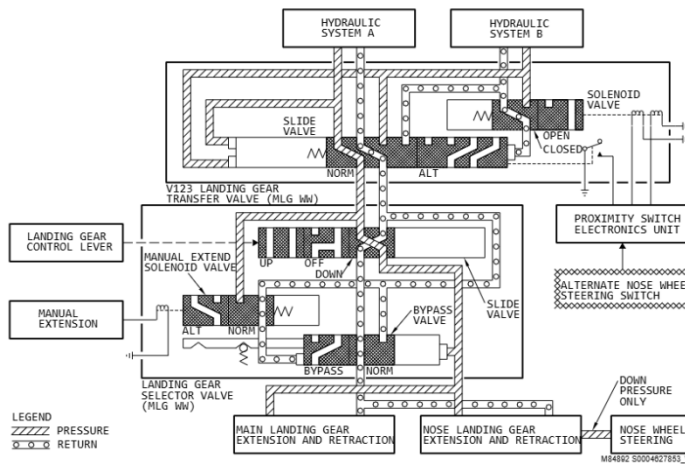 HYDRAULIC
SYSTEM A
HYDRAULIC
SYSTEM B
SOLENOID
VALVE
SLIDE
VALVE
OPEN
CLOSED
NORM
ALT
V123 LANDING GEAR
TRANSFER VALVE (MLG WW)
LANDING GEAR
CONTROL LEVER
PROXIMITY SWITCH
ELECTRONICS UNIT
MANUAL EXTEND
SOLENOID VALVE
UP
OFF
DOWN
SLIDE
VALVE
ALTERNATE NOSE WHEEL
STEERING SWITCH
MANUAL
EXTENSION
BYPASS
VALVE
ALT
NORM
BYPASS
NORM
LANDING GEAR
SELECTOR VALVE
(MLG WW)
DOWN
PRESSURE
ONLY
LEGEND
PRESSURE
RETURN
MAIN LANDING GEAR
EXTENSION AND RETRACTION
NOSE LANDING GEAR
EXTENSION AND RETRACTION
NOSE WHEEL
STEERING
M84892 S0004627853_